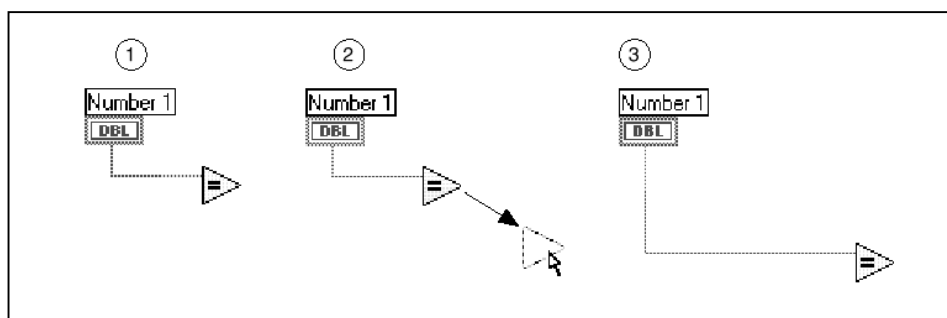 1 2 3
Number 1 Number 1 Number 1
DBL DBL DBL
= = =